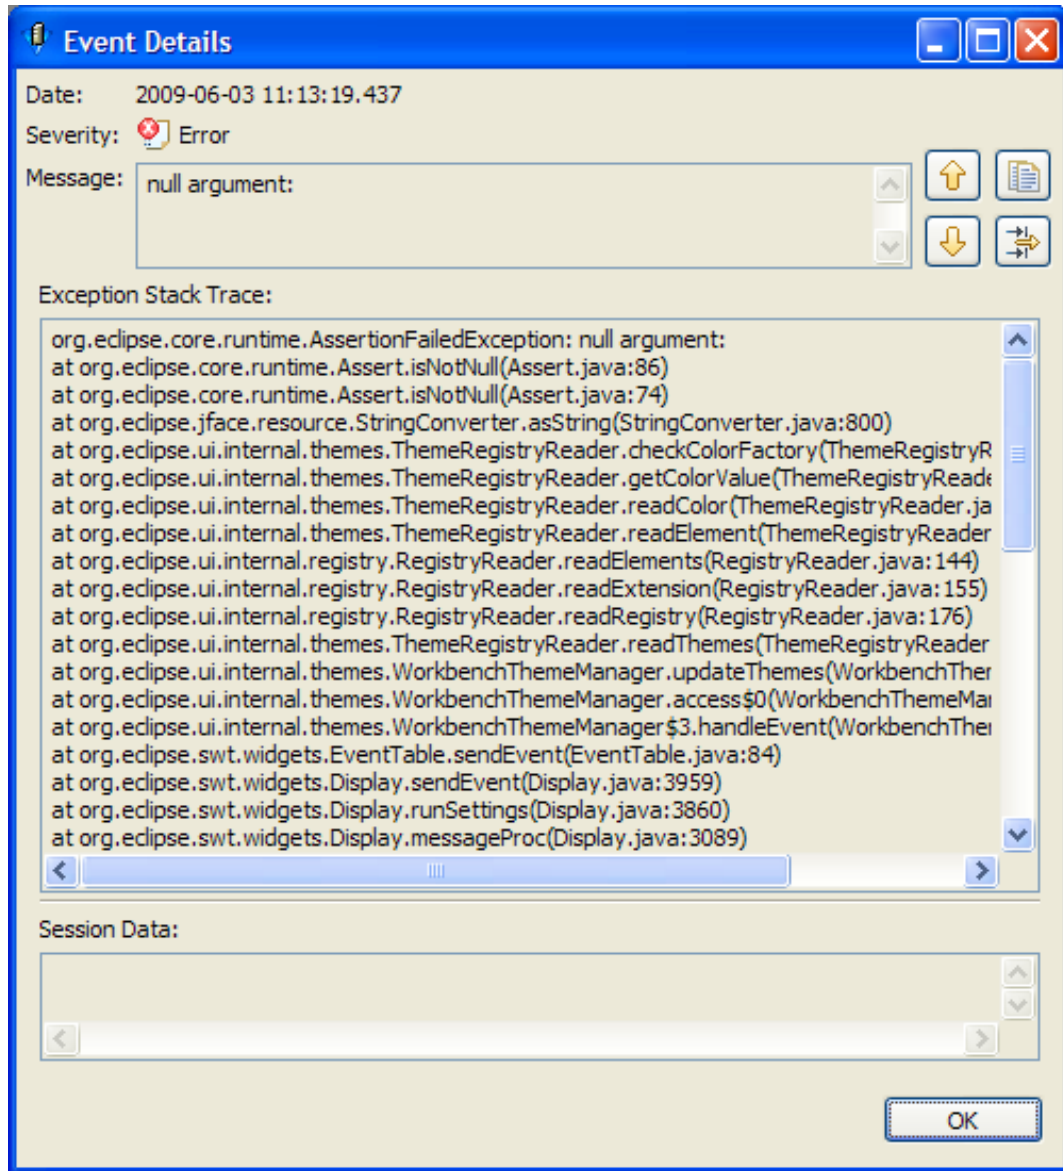 Event Details
Date: 2009-06-03 11:13:19.437
Severity: Error
Message: null argument:
Exception Stack Trace:
org.eclipse.core.runtime.AssertionFailedException: null argument:
at org.eclipse.core.runtime.Assert.isNotNull(Assert.java:86)
at org.eclipse.core.runtime.Assert.isNotNull(Assert.java:74)
at org.eclipse.jface.resource.StringConverter.asString(StringConverter.java:800)
at org.eclipse.ui.internal.themes.ThemeRegistryReader.checkColorFactory(ThemeRegistryR
at org.eclipse.ui.internal.themes.ThemeRegistryReader.getColorValue(ThemeRegistryReade
at org.eclipse.ui.internal.themes.ThemeRegistryReader.readColor(ThemeRegistryReader.ja
at org.eclipse.ui.internal.themes.ThemeRegistryReader.readElement(ThemeRegistryReader
at org.eclipse.ui.internal.registry.RegistryReader.readElements(RegistryReader.java:144)
at org.eclipse.ui.internal.registry.RegistryReader.readExtension(RegistryReader.java:155)
at org.eclipse.ui.internal.registry.RegistryReader.readRegistry(RegistryReader.java:176)
at org.eclipse.ui.internal.themes.ThemeRegistryReader.readThemes(ThemeRegistryReader
at org.eclipse.ui.internal.themes.WorkbenchThemeManager.updateThemes(WorkbenchTher
at org.eclipse.ui.internal.themes.WorkbenchThemeManager.access$0(WorkbenchThemeMar
at org.eclipse.ui.internal.themes.WorkbenchThemeManager$3.handleEvent(WorkbenchTher
at org.eclipse.swt.widgets.EventTable.sendEvent(EventTable.java:84)
at org.eclipse.swt.widgets.Display.sendEvent(Display.java:3959)
at org.eclipse.swt.widgets.Display.runSettings(Display.java:3860)
at org.eclipse.swt.widgets.Display.messageProc(Display.java:3089)
Session Data:
OK